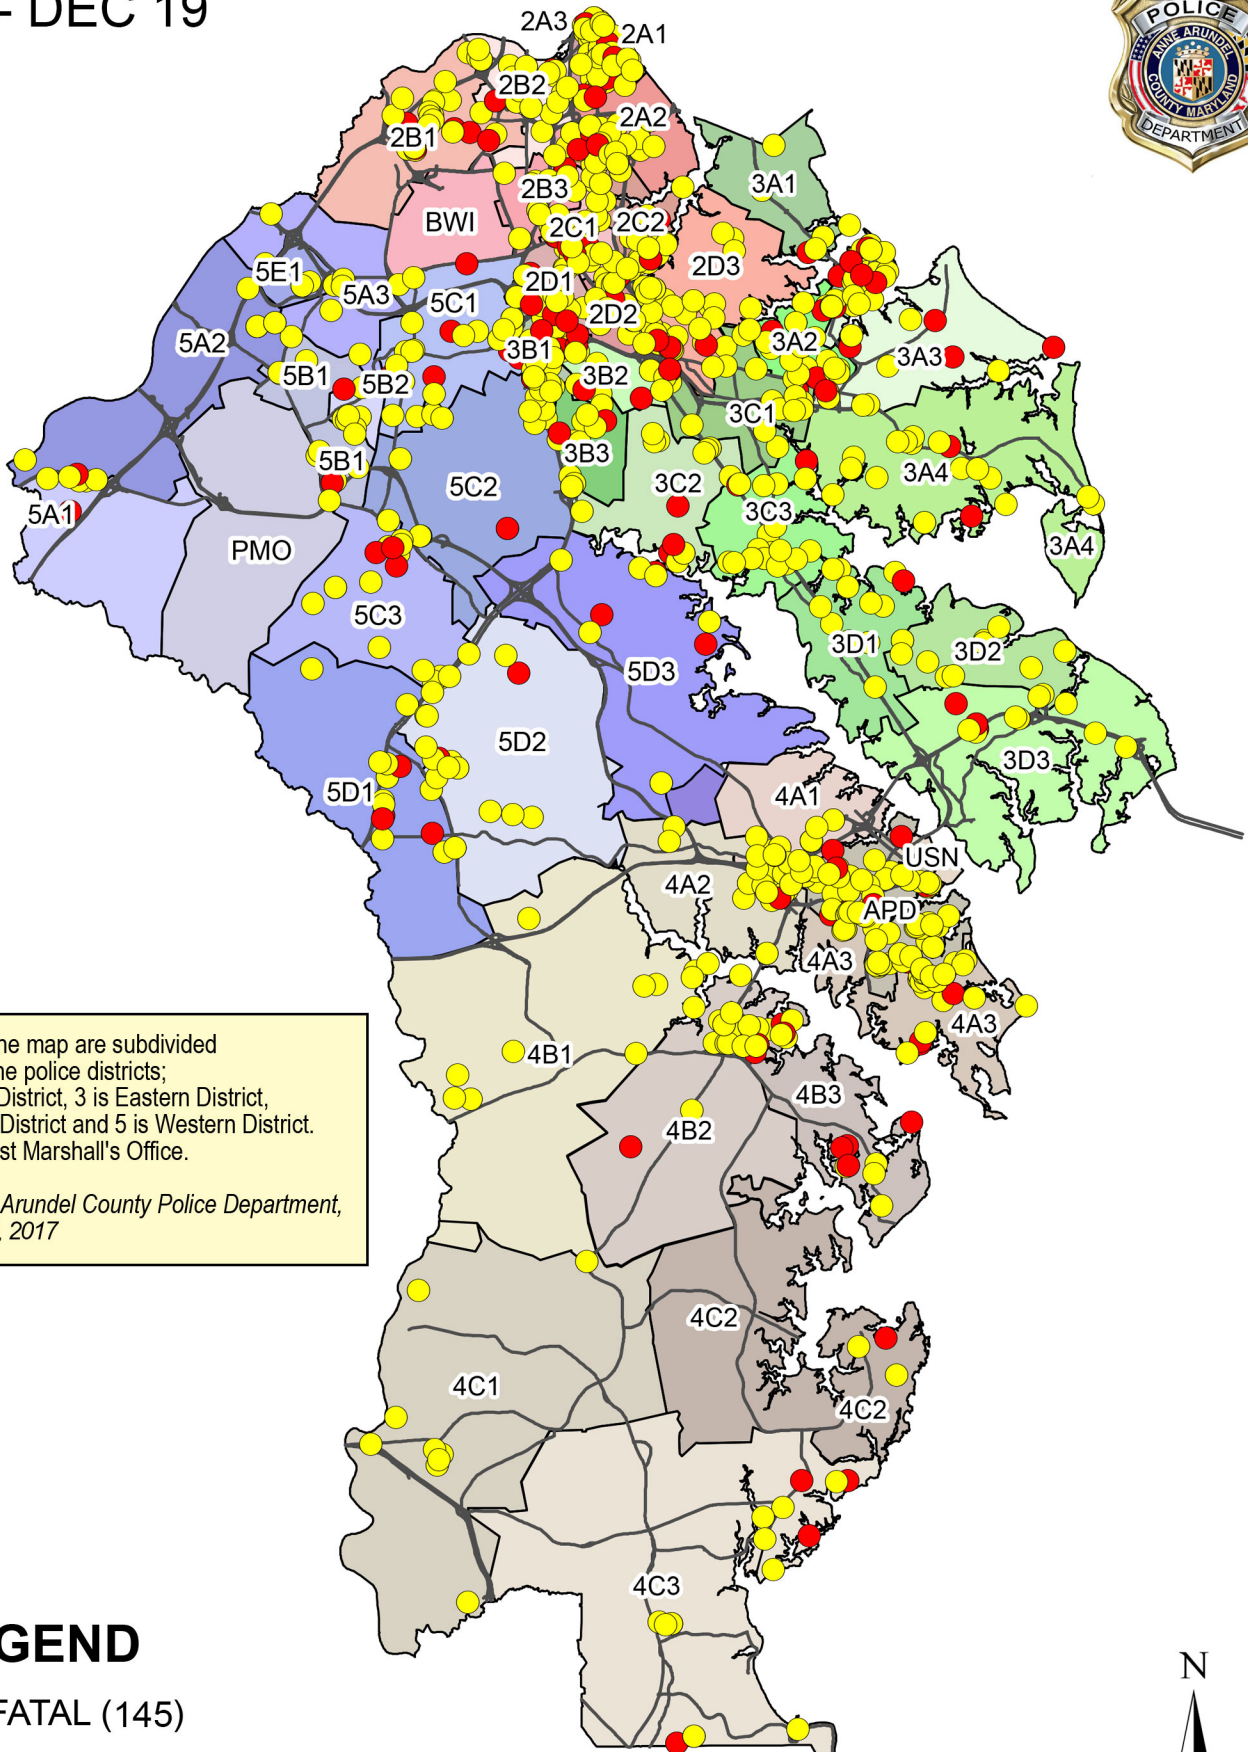 - DEC 19
POLICE
ANNE ARUNDEL
COUNTY MARYLAND
DEPARTMENT
2A3
2A1
2B2
2A2
2B1
3A1
2B3
BWI
2C1
2C2
2D3
5E1
2D1
5A3
5C1
2D2
5A2
3A2
3B1
3A3
5B1
5B2
3B2
3C1
3B3
5B1
3A4
5C2
3C2
5A1
3C3
PMO
3A4
5C3
3D1
3D2
5D3
5D2
3D3
5D1
4A1
USN
4A2
APD
4A3
4A3
4B1
4B3
4B2
he map are subdivided
he police districts;
District, 3 is Eastern District,
District and 5 is Western District.
st Marshall's Office.
Arundel County Police Department,
, 2017
4C2
4C1
4C2
4C3
GEND
FATAL (145)
N